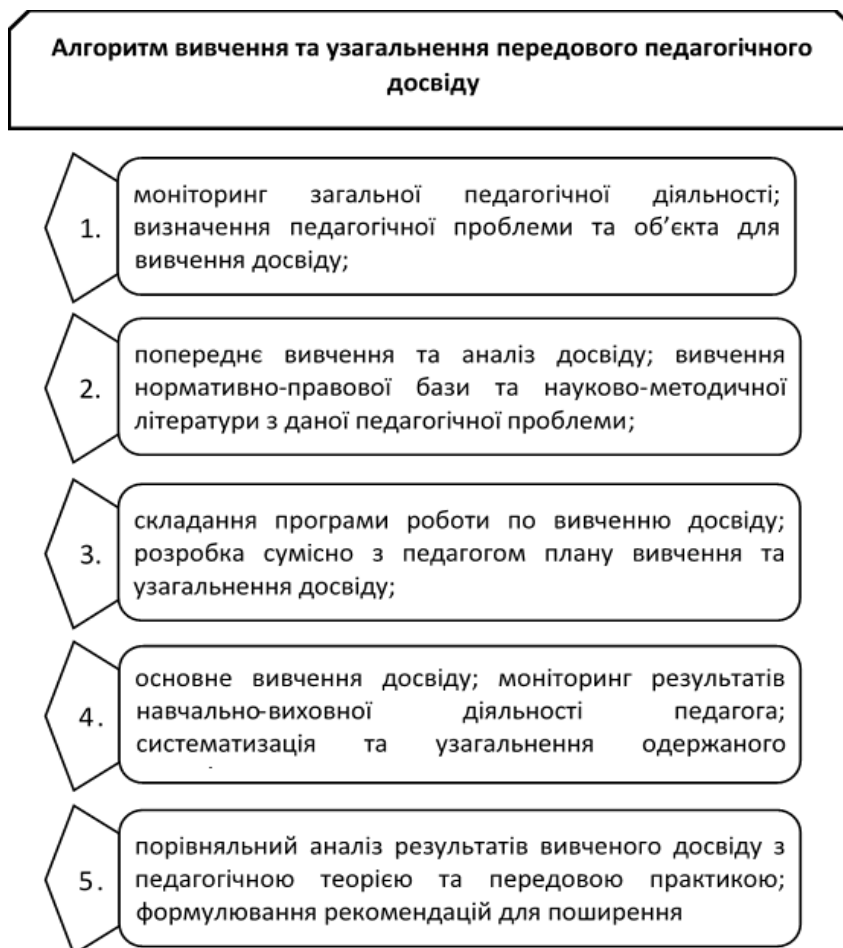 Алгоритм вивчення та узагальнення передового педагогічного
досвіду
1.
моніторинг загальної педагогічної діяльності;
визначення педагогічної проблеми та об’єкта для
вивчення досвіду;
2.
попереднє вивчення та аналіз досвіду; вивчення
нормативно-правової бази та науково-методичної
літератури з даної педагогічної проблеми;
3.
складання програми роботи по вивченню досвіду;
розробка сумісно з педагогом плану вивчення та
узагальнення досвіду;
4.
основне вивчення досвіду; моніторинг результатів
навчально-виховної діяльності педагога;
систематизація та узагальнення одержаного
5.
порівняльний аналіз результатів вивченого досвіду з
педагогічною теорією та передовою практикою;
формулювання рекомендацій для поширення